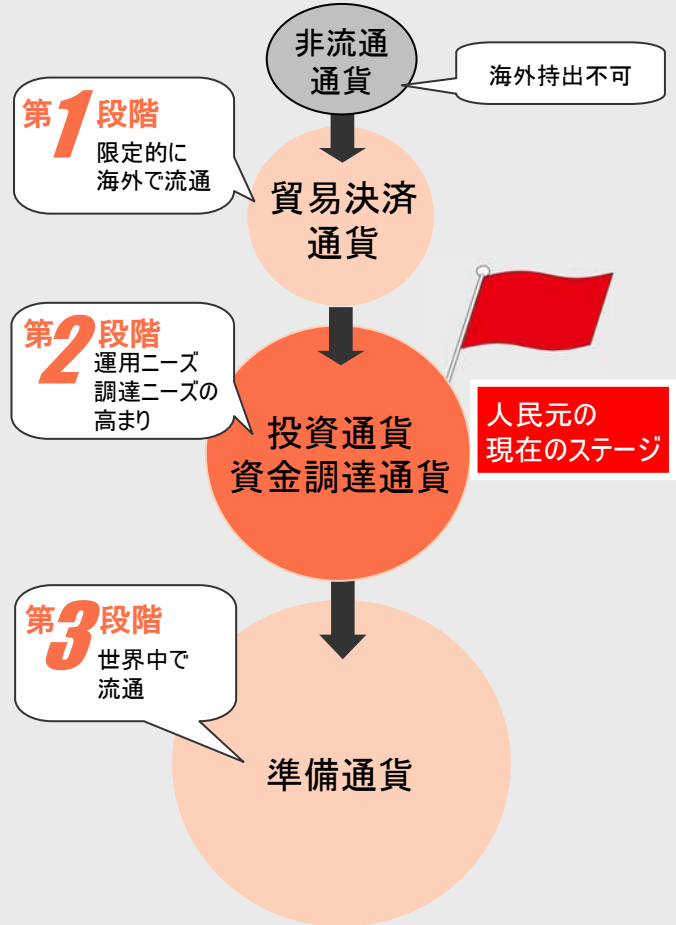 非流通
通貨
海外持出不可
第1段階
限定的に
海外で流通
貿易決済
通貨
第2段階
運用ニーズ
調達ニーズの
高まり
投資通貨
資金調達通貨
人民元の
現在のステージ
第3段階
世界中で
流通
準備通貨